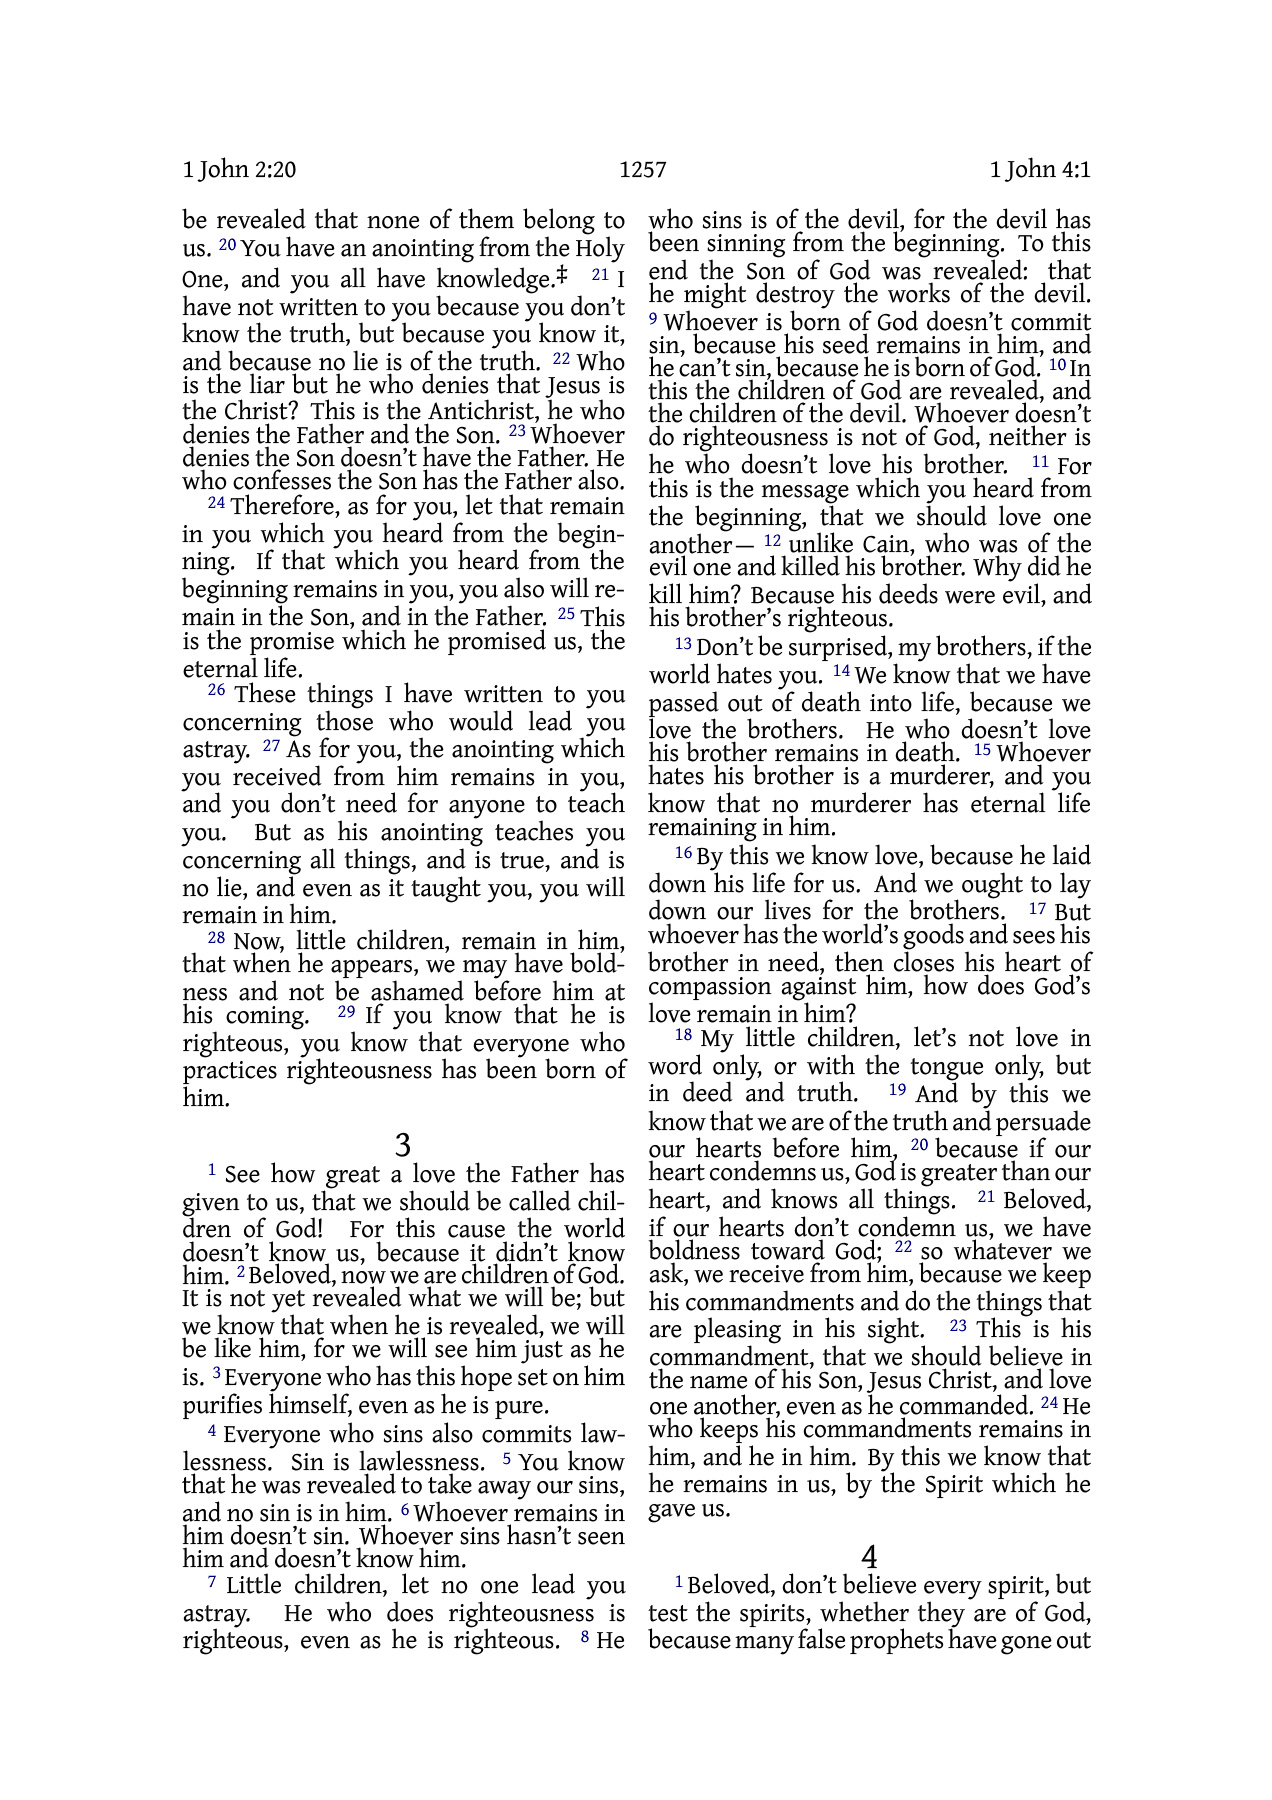 1 John 2:20
1257
1 John 4:1
be revealed that none of them belong to
us. 20 You have an anointing from the Holy
One, and you all have knowledge.‡ 21 I
have not written to you because you don't
know the truth, but because you know it,
and because no lie is of the truth. 22 Who
is the liar but he who denies that Jesus is
the Christ? This is the Antichrist, he who
denies the Father and the Son. 23 Whoever
denies the Son doesn't have the Father. He
who confesses the Son has the Father also.
24 Therefore, as for you, let that remain
in you which you heard from the begin-
ning. If that which you heard from the
beginning remains in you, you also will re-
main in the Son, and in the Father. 25 This
is the promise which he promised us, the
eternal life.
26 These things I have written to you
concerning those who would lead you
astray. 27 As for you, the anointing which
you received from him remains in you,
and you don't need for anyone to teach
you. But as his anointing teaches you
concerning all things, and is true, and is
no lie, and even as it taught you, you will
remain in him.
28 Now, little children, remain in him,
that when he appears, we may have bold-
ness and not be ashamed before him at
his coming. 29 If you know that he is
righteous, you know that everyone who
practices righteousness has been born of
him.
3
1 See how great a love the Father has
given to us, that we should be called chil-
dren of God! For this cause the world
doesn't know us, because it didn't know
him. 2 Beloved, now we are children of God.
It is not yet revealed what we will be; but
we know that when he is revealed, we will
be like him, for we will see him just as he
is. 3 Everyone who has this hope set on him
purifies himself, even as he is pure.
4 Everyone who sins also commits law-
lessness. Sin is lawlessness. 5 You know
that he was revealed to take away our sins,
and no sin is in him. 6 Whoever remains in
him doesn't sin. Whoever sins hasn't seen
him and doesn't know him.
7 Little children, let no one lead you
astray. He who does righteousness is
righteous, even as he is righteous. 8 He
who sins is of the devil, for the devil has
been sinning from the beginning. To this
end the Son of God was revealed: that
he might destroy the works of the devil.
9 Whoever is born of God doesn't commit
sin, because his seed remains in him, and
he can't sin, because he is born of God. 10 In
this the children of God are revealed, and
the children of the devil. Whoever doesn't
do righteousness is not of God, neither is
he who doesn't love his brother. 11 For
this is the message which you heard from
the beginning, that we should love one
another— 12 unlike Cain, who was of the
evil one and killed his brother. Why did he
kill him? Because his deeds were evil, and
his brother's righteous.
13 Don't be surprised, my brothers, if the
world hates you. 14 We know that we have
passed out of death into life, because we
love the brothers. He who doesn't love
his brother remains in death. 15 Whoever
hates his brother is a murderer, and you
know that no murderer has eternal life
remaining in him.
16 By this we know love, because he laid
down his life for us. And we ought to lay
down our lives for the brothers. 17 But
whoever has the world's goods and sees his
brother in need, then closes his heart of
compassion against him, how does God's
love remain in him?
18 My little children, let's not love in
word only, or with the tongue only, but
in deed and truth. 19 And by this we
know that we are of the truth and persuade
our hearts before him, 20 because if our
heart condemns us, God is greater than our
heart, and knows all things. 21 Beloved,
if our hearts don't condemn us, we have
boldness toward God; 22 so whatever we
ask, we receive from him, because we keep
his commandments and do the things that
are pleasing in his sight. 23 This is his
commandment, that we should believe in
the name of his Son, Jesus Christ, and love
one another, even as he commanded. 24 He
who keeps his commandments remains in
him, and he in him. By this we know that
he remains in us, by the Spirit which he
gave us.
4
1 Beloved, don't believe every spirit, but
test the spirits, whether they are of God,
because many false prophets have gone out